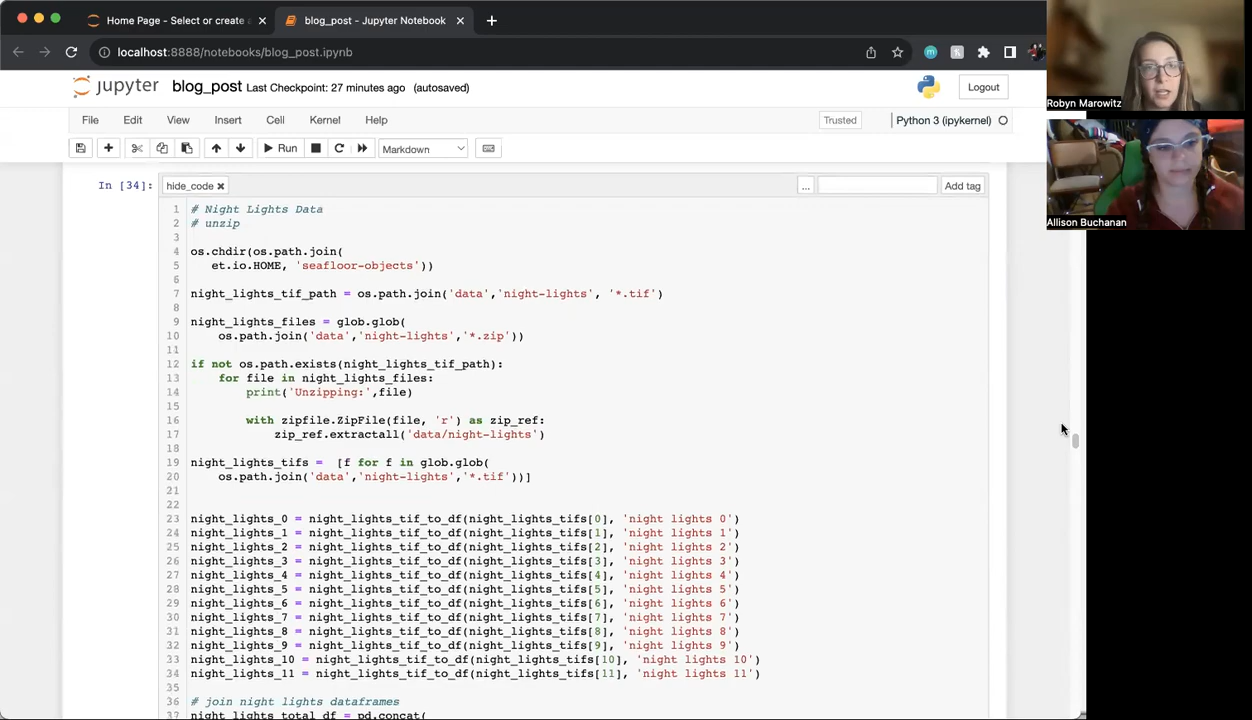 Home Page - Select or create a
blog_post - Jupyter Notebook
localhost:8888/notebooks/blog_post.ipynb
m
jupyter
blog_post Last Checkpoint: 27 minutes ago (autosaved)
Logout
File Edit View Insert Cell Kernel Help
Trusted
Python 3 (ipykernel)
Run
Markdown
In [34]:
hide_code
...
Add tag
1 # Night Lights Data
2 # unzip
3
4 os.chdir(os.path.join(
5 et.io.HOME, 'seafloor-objects'))
6
7 night_lights_tif_path = os.path.join('data','night-lights', '*.tif')
8
9 night_lights_files = glob.glob(
10 os.path.join('data','night-lights','*.zip'))
11
12 if not os.path.exists(night_lights_tif_path):
13 for file in night_lights_files:
14 print('Unzipping:',file)
15
16 with zipfile.ZipFile(file, 'r') as zip_ref:
17 zip_ref.extractall('data/night-lights')
18
19 night_lights_tifs = [f for f in glob.glob(
20 os.path.join('data','night-lights','*.tif'))]
21
22
23 night_lights_0 = night_lights_tif_to_df(night_lights_tifs[0], 'night lights 0')
24 night_lights_1 = night_lights_tif_to_df(night_lights_tifs[1], 'night lights 1')
25 night_lights_2 = night_lights_tif_to_df(night_lights_tifs[2], 'night lights 2')
26 night_lights_3 = night_lights_tif_to_df(night_lights_tifs[3], 'night lights 3')
27 night_lights_4 = night_lights_tif_to_df(night_lights_tifs[4], 'night lights 4')
28 night_lights_5 = night_lights_tif_to_df(night_lights_tifs[5], 'night lights 5')
29 night_lights_6 = night_lights_tif_to_df(night_lights_tifs[6], 'night lights 6')
30 night_lights_7 = night_lights_tif_to_df(night_lights_tifs[7], 'night lights 7')
31 night_lights_8 = night_lights_tif_to_df(night_lights_tifs[8], 'night lights 8')
32 night_lights_9 = night_lights_tif_to_df(night_lights_tifs[9], 'night lights 9')
33 night_lights_10 = night_lights_tif_to_df(night_lights_tifs[10], 'night lights 10')
34 night_lights_11 = night_lights_tif_to_df(night_lights_tifs[11], 'night lights 11')
35
36 # join night lights dataframes
37 night_lights_total_df = pd.concat(
Robyn Marowitz
Allison Buchanan